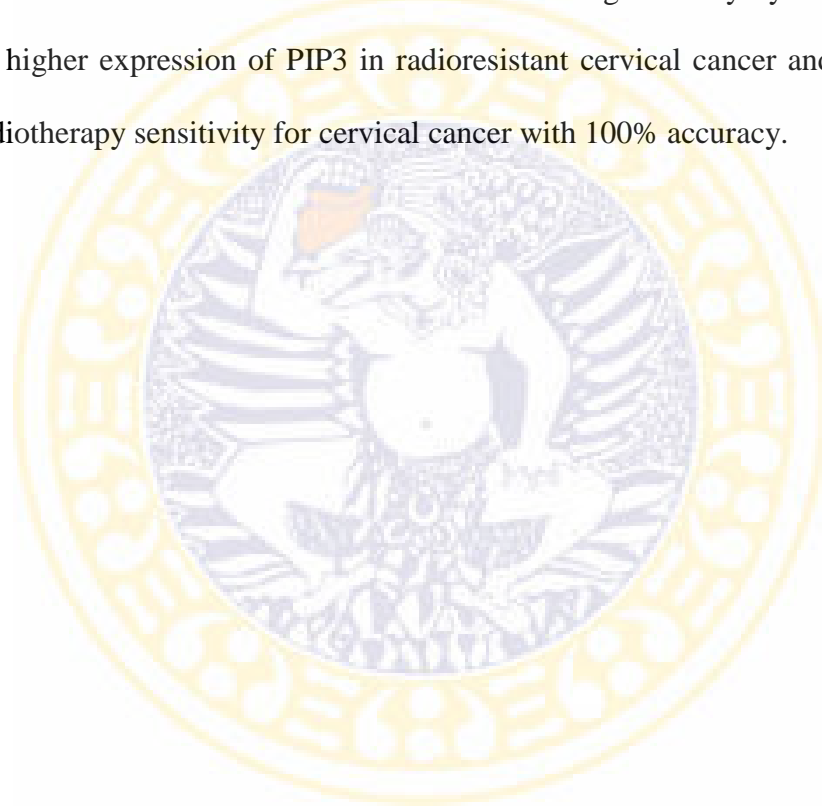 higher expression of PIP3 in radioresistant cervical cancer and
diotherapy sensitivity for cervical cancer with 100% accuracy.